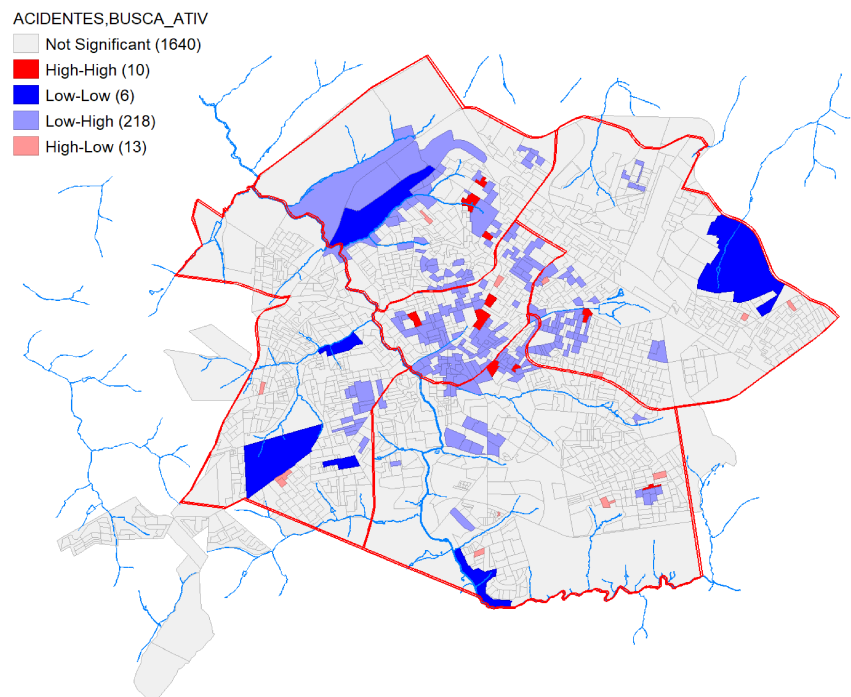 ACIDENTES,BUSCA_ATIV
Not Significant (1640)
High-High (10)
Low-Low (6)
Low-High (218)
High-Low (13)